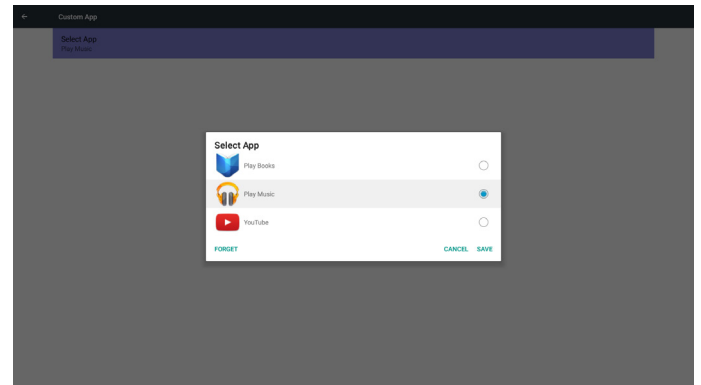 Custom App
Select App
Play Music
Select App
Play Books
Play Music
YouTube
FORGET
CANCEL SAVE